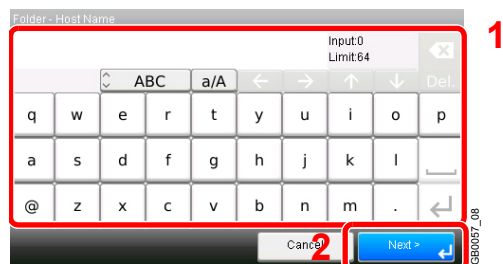 Folder - Host Name
1
Input:0
Limit:64
ABC a/A Del.
q w e r t y u i o p
a s d f g h j k l
@ z x c v b n m .
Cancel 2 Next >
GB0057_08